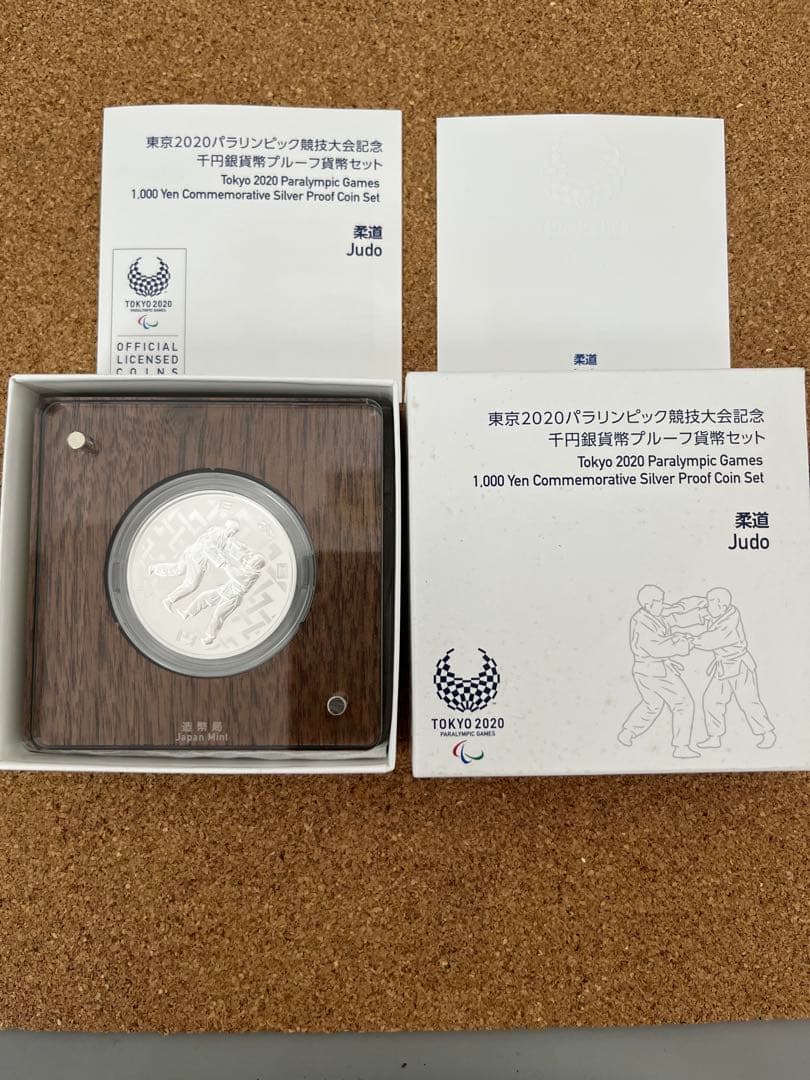 東京2020パラリンピック競技大会記念
千円銀貨幣プルーフ貨幣セット
Tokyo 2020 Paralympic Games
1,000 Yen Commemorative Silver Proof Coin Set
柔道
Judo
TOKYO 2020
PARALYMPIC GAMES
OFFICIAL
LICENSED
COINS
柔道
造幣局
Japan Mint
東京2020パラリンピック競技大会記念
千円銀貨幣プルーフ貨幣セット
Tokyo 2020 Paralympic Games
1,000 Yen Commemorative Silver Proof Coin Set
柔道
Judo
TOKYO 2020
PARALYMPIC GAMES